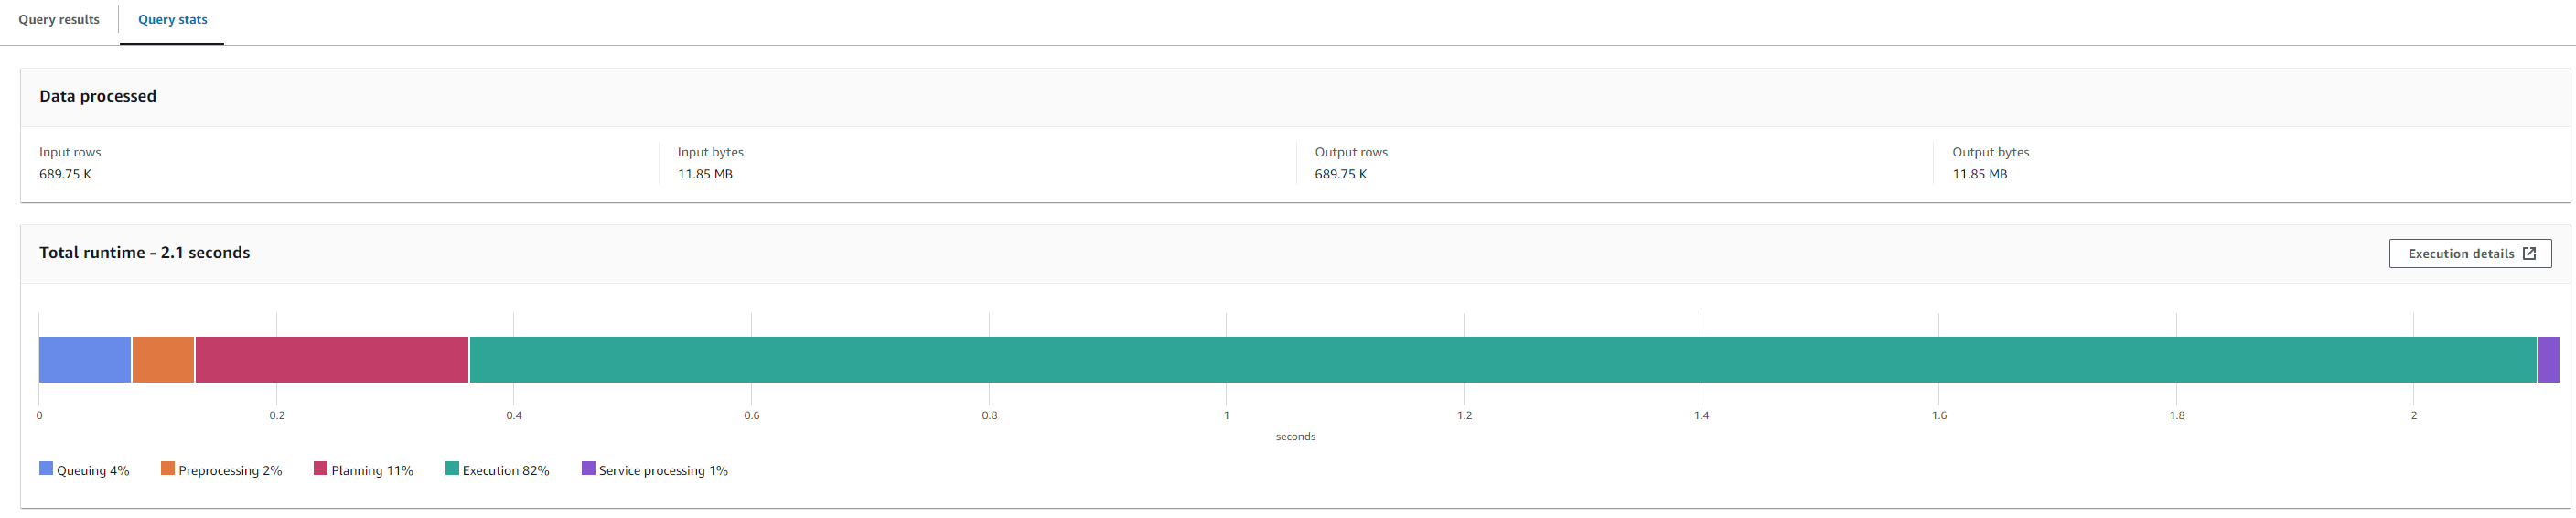 Query results
Query stats
Data processed
Input rows
689.75 K
Input bytes
11.85 MB
Output rows
689.75 K
Output bytes
11.85 MB
Total runtime - 2.1 seconds
Execution details
0 0.2 0.4 0.6 0.8 1 1.2 1.4 1.6 1.8 2
seconds
Queuing 4% Preprocessing 2% Planning 11% Execution 82% Service processing 1%